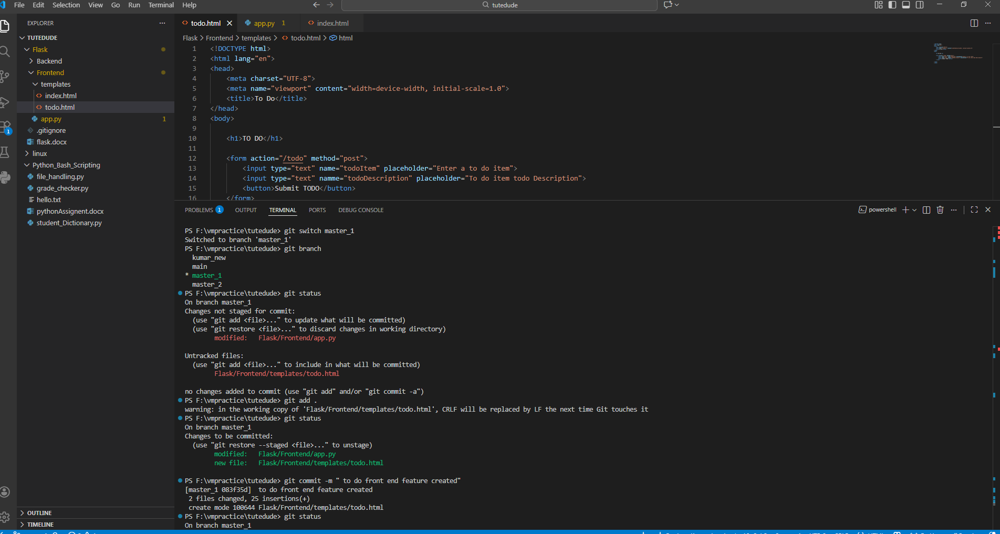 File Edit Selection View Go Run Terminal Help
tutedude
EXPLORER
TUTEDUDE
Flask
Backend
Frontend
templates
index.html
todo.html
app.py 1
.gitignore
flask.docx
linux
Python_Bash_Scripting
file_handling.py
grade_checker.py
hello.txt
pythonAssignent.docx
student_Dictionary.py
OUTLINE
TIMELINE
1
todo.html app.py 1 index.html
Flask > Frontend > templates > todo.html > html
1 <!DOCTYPE html>
2 <html lang="en">
3 <head>
4 <meta charset="UTF-8">
5 <meta name="viewport" content="width=device-width, initial-scale=1.0">
6 <title>To Do</title>
7 </head>
8 <body>
9
10 <h1>TO DO</h1>
11
12 <form action="/todo" method="post">
13 <input type="text" name="todoItem" placeholder="Enter a to do item">
14 <input type="text" namme="todoDescription" placeholder="To do item todo Description">
15 <button>Submit TODO</button>
16 </form>
PROBLEMS 1 OUTPUT TERMINAL PORTS DEBUG CONSOLE
powershell
PS F:\vmpractice\tutedude> git switch master_1
Switched to branch 'master_1'
PS F:\vmpractice\tutedude> git branch
kumar_new
main
* master_1
master_2
PS F:\vmpractice\tutedude> git status
On branch master_1
Changes not staged for commit:
(use "git add <file>..." to update what will be committed)
(use "git restore <file>..." to discard changes in working directory)
modified: Flask/Frontend/app.py
Untracked files:
(use "git add <file>..." to include in what will be committed)
Flask/Frontend/templates/todo.html
no changes added to commit (use "git add" and/or "git commit -a")
PS F:\vmpractice\tutedude> git add .
warning: in the working copy of 'Flask/Frontend/templates/todo.html', CRLF will be replaced by LF the next time Git touches it
PS F:\vmpractice\tutedude> git status
On branch master_1
Changes to be committed:
(use "git restore --staged <file>..." to unstage)
modified: Flask/Frontend/app.py
new file: Flask/Frontend/templates/todo.html
PS F:\vmpractice\tutedude> git commit -m " to do front end feature created"
[master_1 083f35d] to do front end feature created
2 files changed, 25 insertions(+)
create mode 100644 Flask/Frontend/templates/todo.html
PS F:\vmpractice\tutedude> git status
On branch master_1